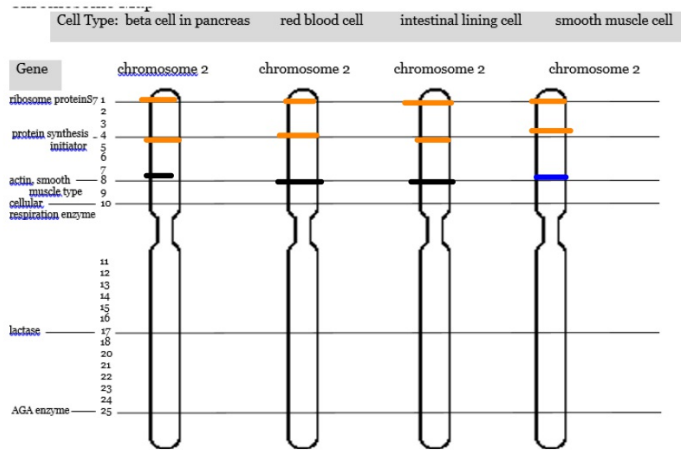 Cell Type: beta cell in pancreas red blood cell intestinal lining cell smooth muscle cell
Gene chromosome 2 chromosome 2 chromosome 2 chromosome 2
ribosome proteinS7 1
2
3
protein synthesis 4
initiator 5
6
7
actin, smooth 8
muscle type 9
cellular 10
respiration enzyme
11
12
13
14
15
16
lactase 17
18
20
21
22
23
24
AGA enzyme 25